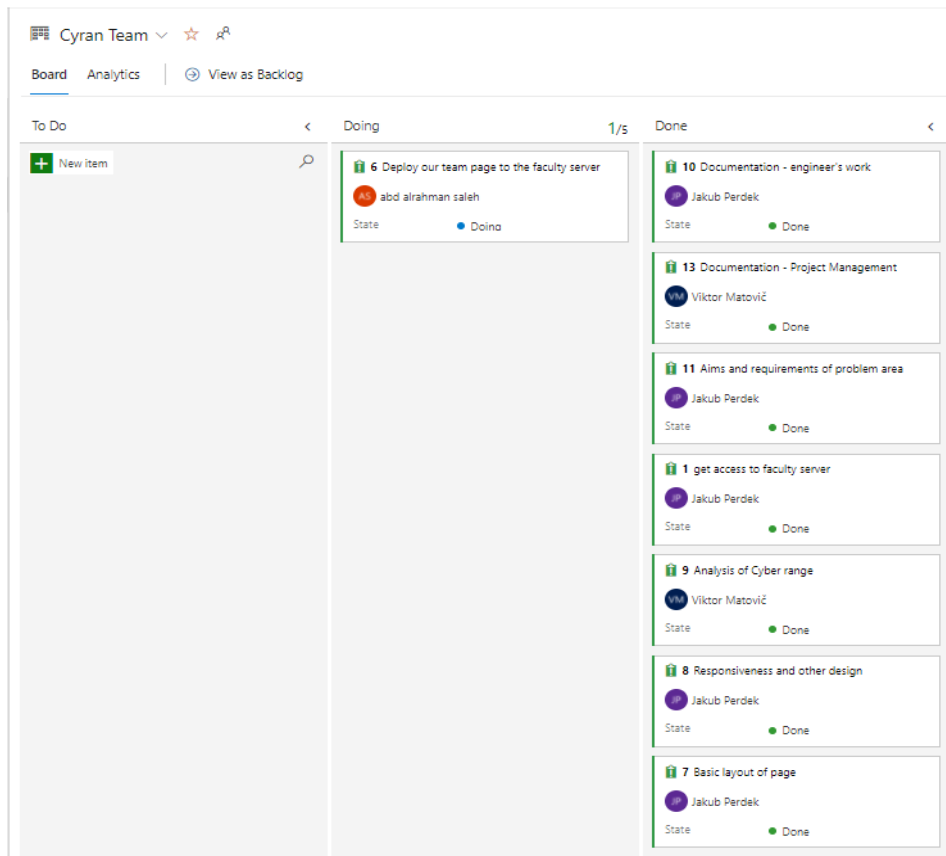 Cyran Team
Board Analytics View as Backlog
To Do
New item
Doing 1/5
6 Deploy our team page to the faculty server
AS abd alrahman saleh
State Doing
Done
10 Documentation - engineer's work
JP Jakub Perdek
State Done
13 Documentation - Project Management
VM Viktor Matovič
State Done
11 Aims and requirements of problem area
JP Jakub Perdek
State Done
1 get access to faculty server
JP Jakub Perdek
State Done
9 Analysis of Cyber range
VM Viktor Matovič
State Done
8 Responsiveness and other design
JP Jakub Perdek
State Done
7 Basic layout of page
JP Jakub Perdek
State Done